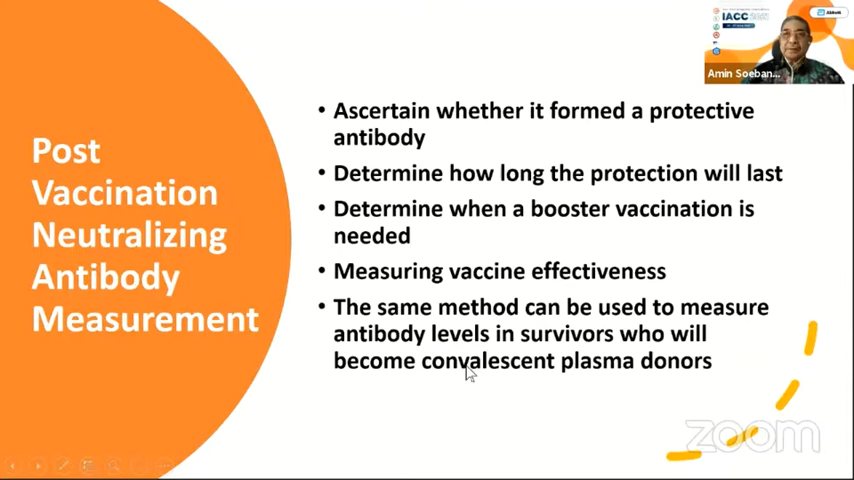 Post
Vaccination
Neutralizing
Antibody
Measurement
• Ascertain whether it formed a protective
antibody
• Determine how long the protection will last
• Determine when a booster vaccination is
needed
• Measuring vaccine effectiveness
• The same method can be used to measure
antibody levels in survivors who will
become convalescent plasma donors
IACC
Abbott
Amin Soeban...
zoom